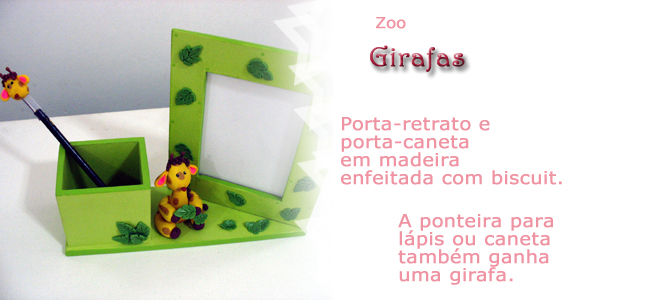 Zoo
Girafas
Porta-retrato e
porta-caneta
em madeira
enfeitada com biscuit.
A ponteira para
lápis ou caneta
também ganha
uma girafa.